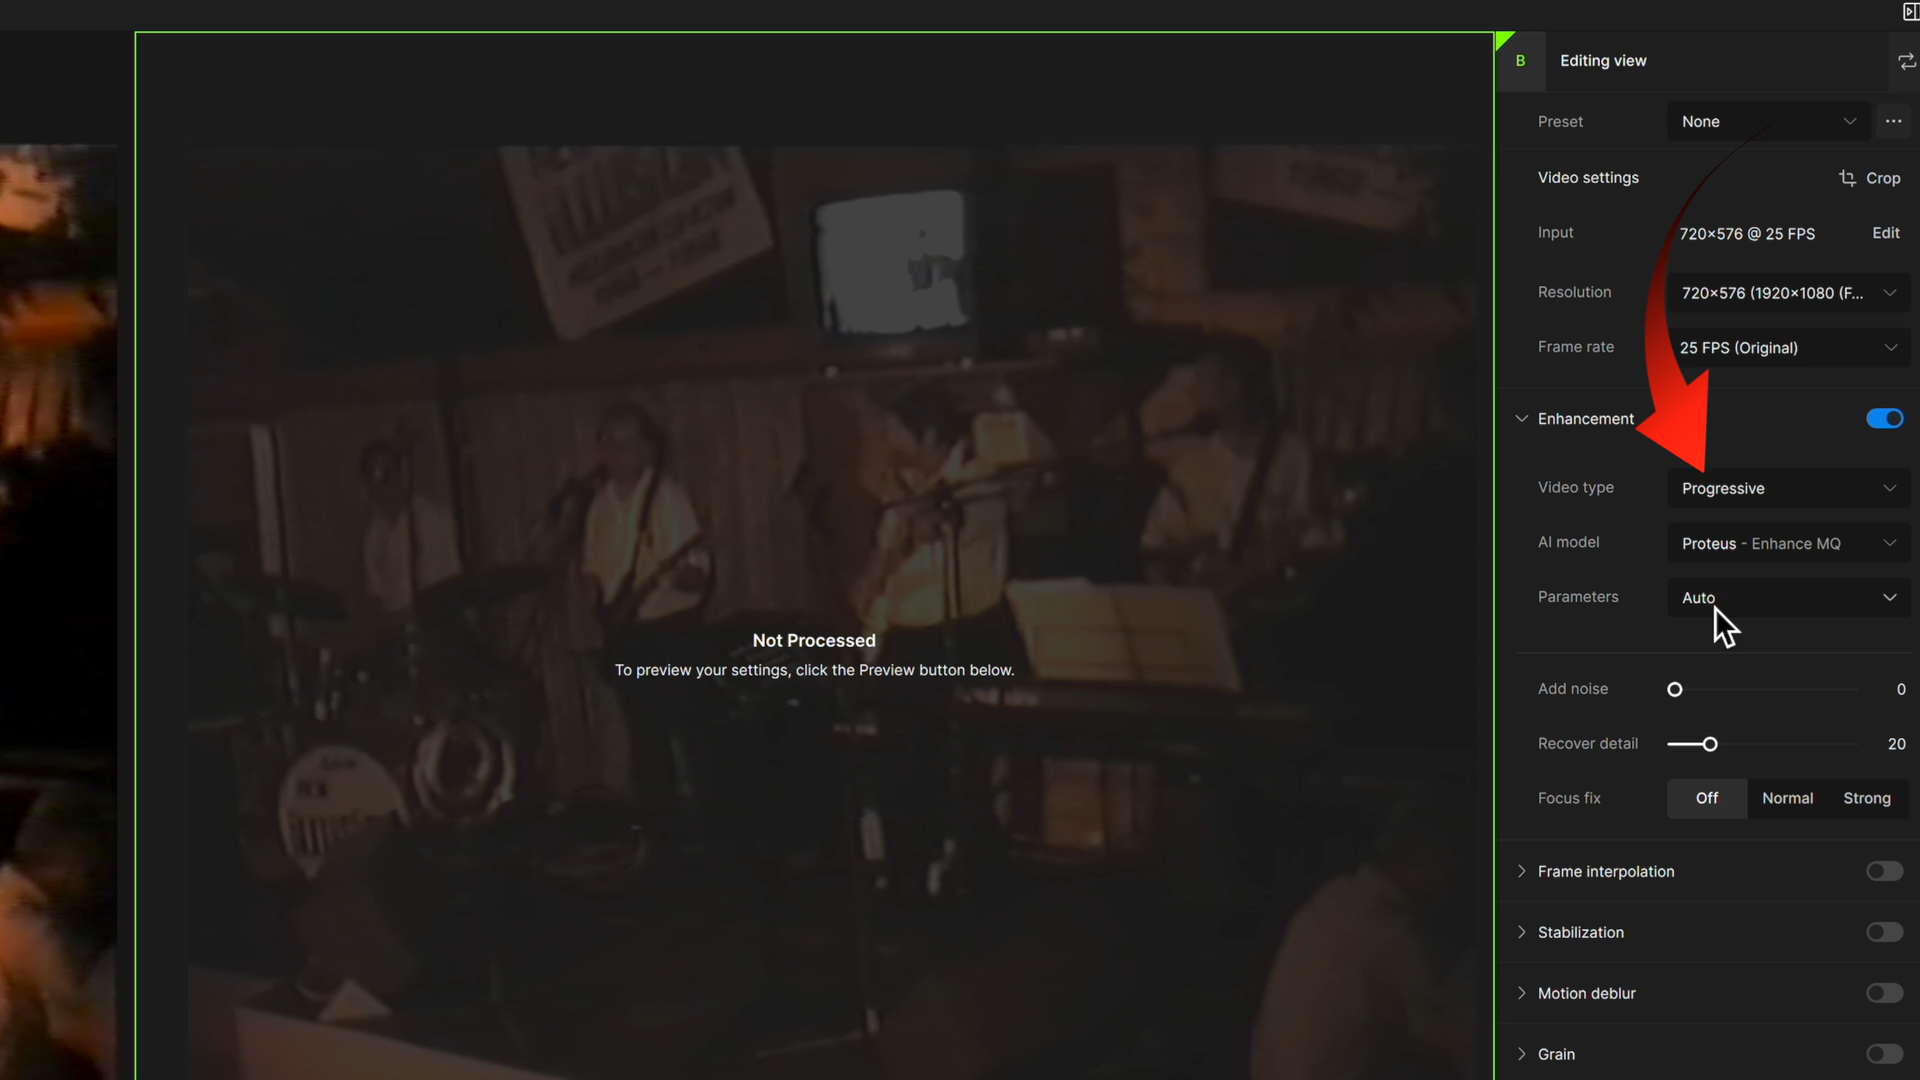 B
Editing view
Preset
None
Video settings
Crop
Input
720×576 @ 25 FPS
Edit
Resolution
720×576 (1920×1080 (F...
Frame rate
25 FPS (Original)
Enhancement
Video type
Progressive
AI model
Proteus - Enhance MQ
Parameters
Auto
Not Processed
To preview your settings, click the Preview button below.
Add noise
0
Recover detail
20
Focus fix
Off
Normal
Strong
Frame interpolation
Stabilization
Motion deblur
Grain